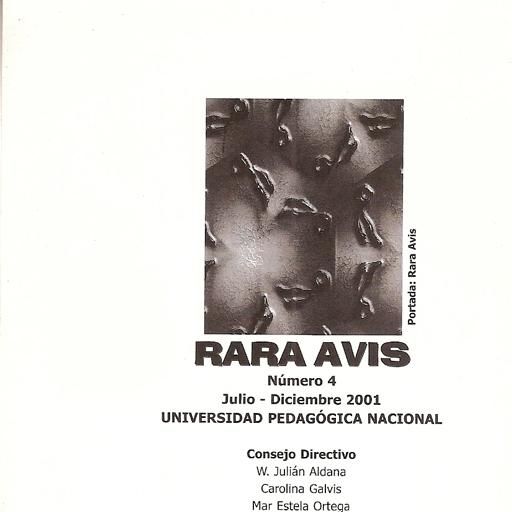 Portada: Rara Avis
RARA AVIS
Número 4
Julio - Diciembre 2001
UNIVERSIDAD PEDAGÓGICA NACIONAL
Consejo Directivo
W. Julián Aldana
Carolina Galvis
Mar Estela Ortega